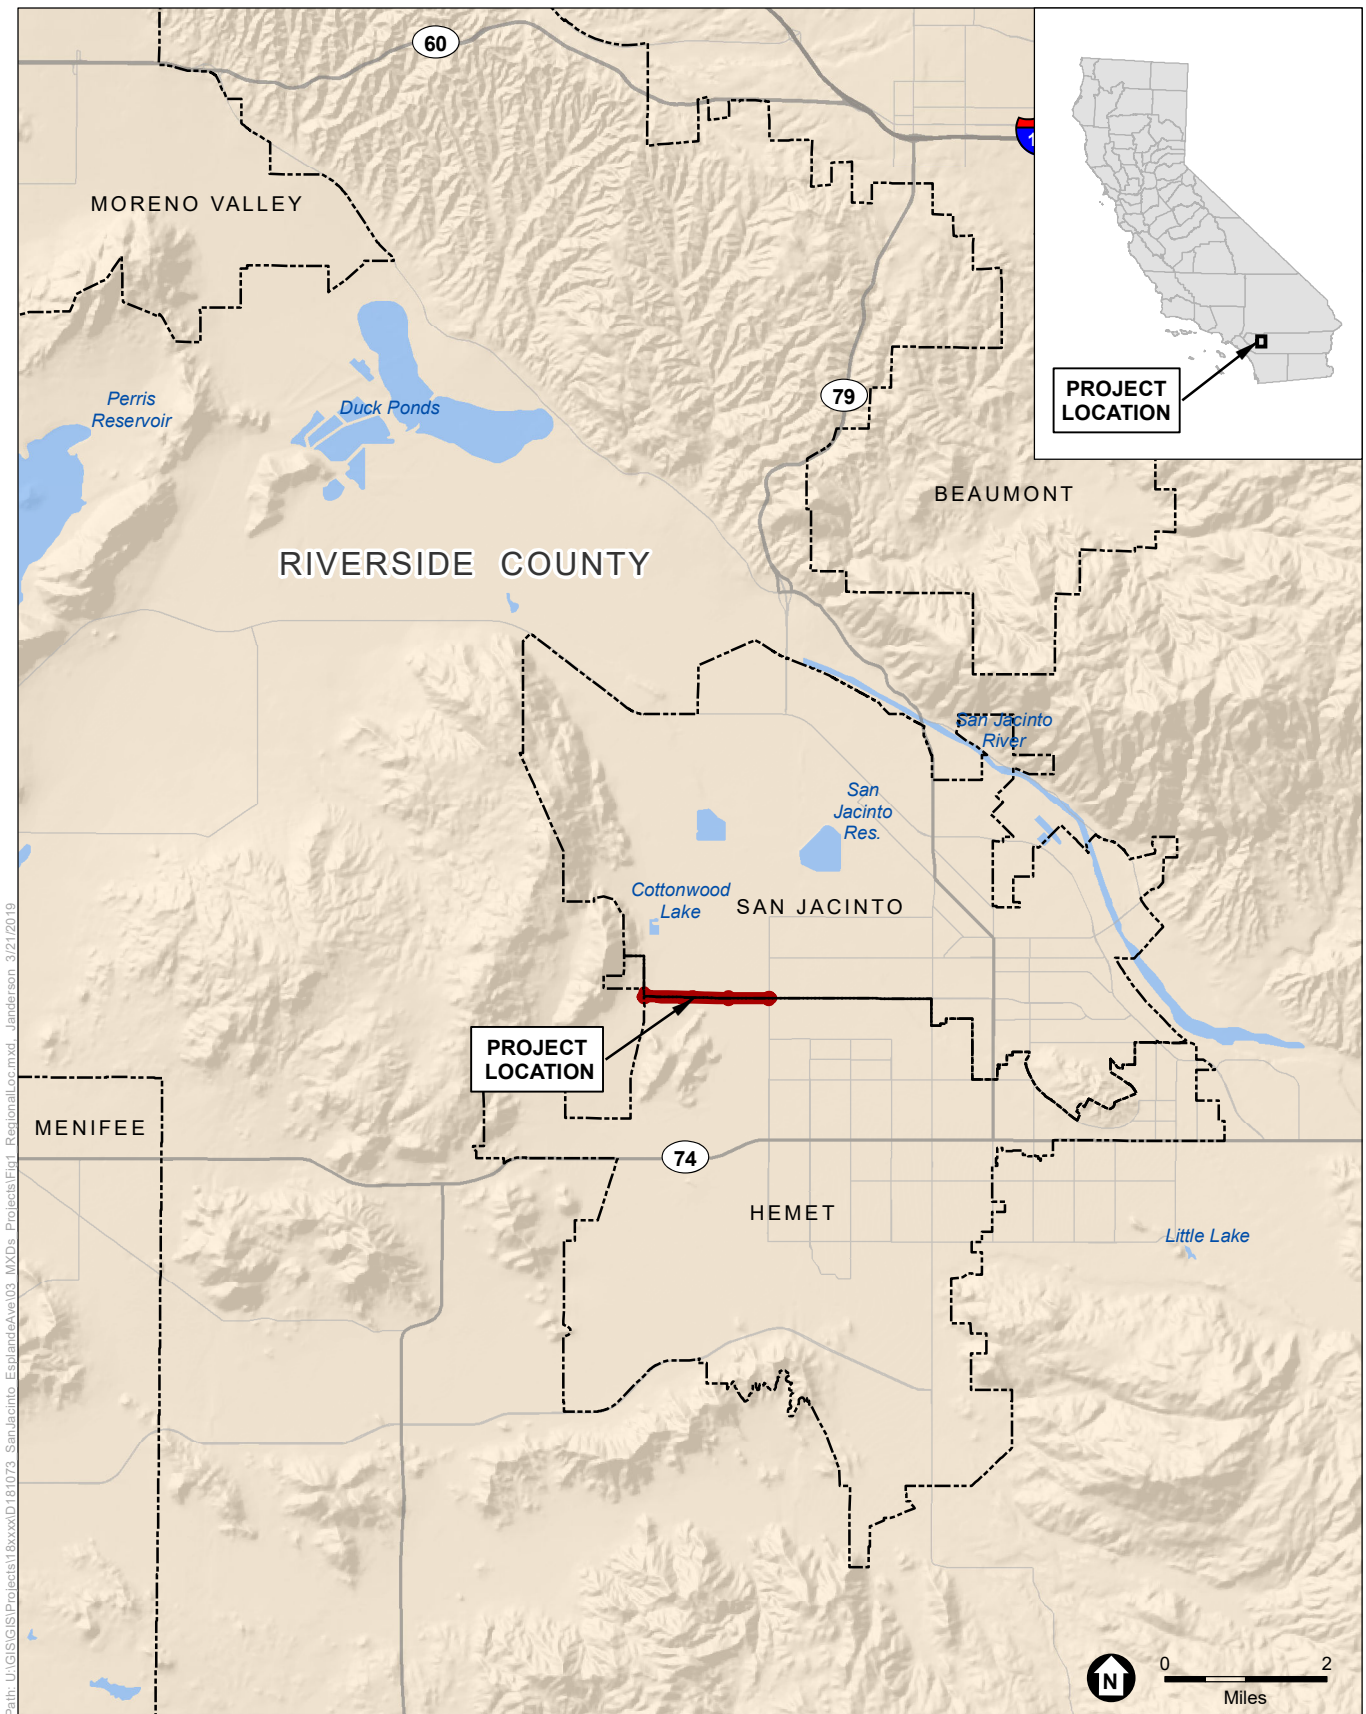 60
1
MORENO VALLEY
PROJECT
LOCATION
Perris
Reservoir
Duck Ponds
79
BEAUMONT
RIVERSIDE COUNTY
San Jacinto
River
San
Jacinto
Res.
Cottonwood
Lake
SAN JACINTO
PROJECT
LOCATION
MENIFEE
74
HEMET
Little Lake
N
0
2
Miles
Path: U:\GIS\GIS\Projects\18xxxx\D181073_SanJacinto_EsplandeAve\03_MXDs_Projects\Fig1_RegionalLoc.mxd, Janderson 3/21/2019